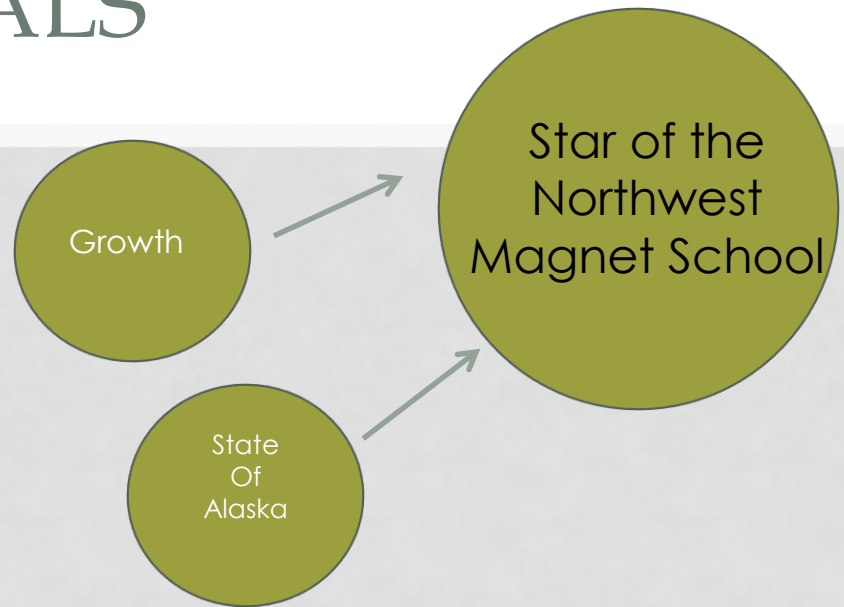 ALS
Star of the
Northwest
Magnet School
Growth
State
Of
Alaska